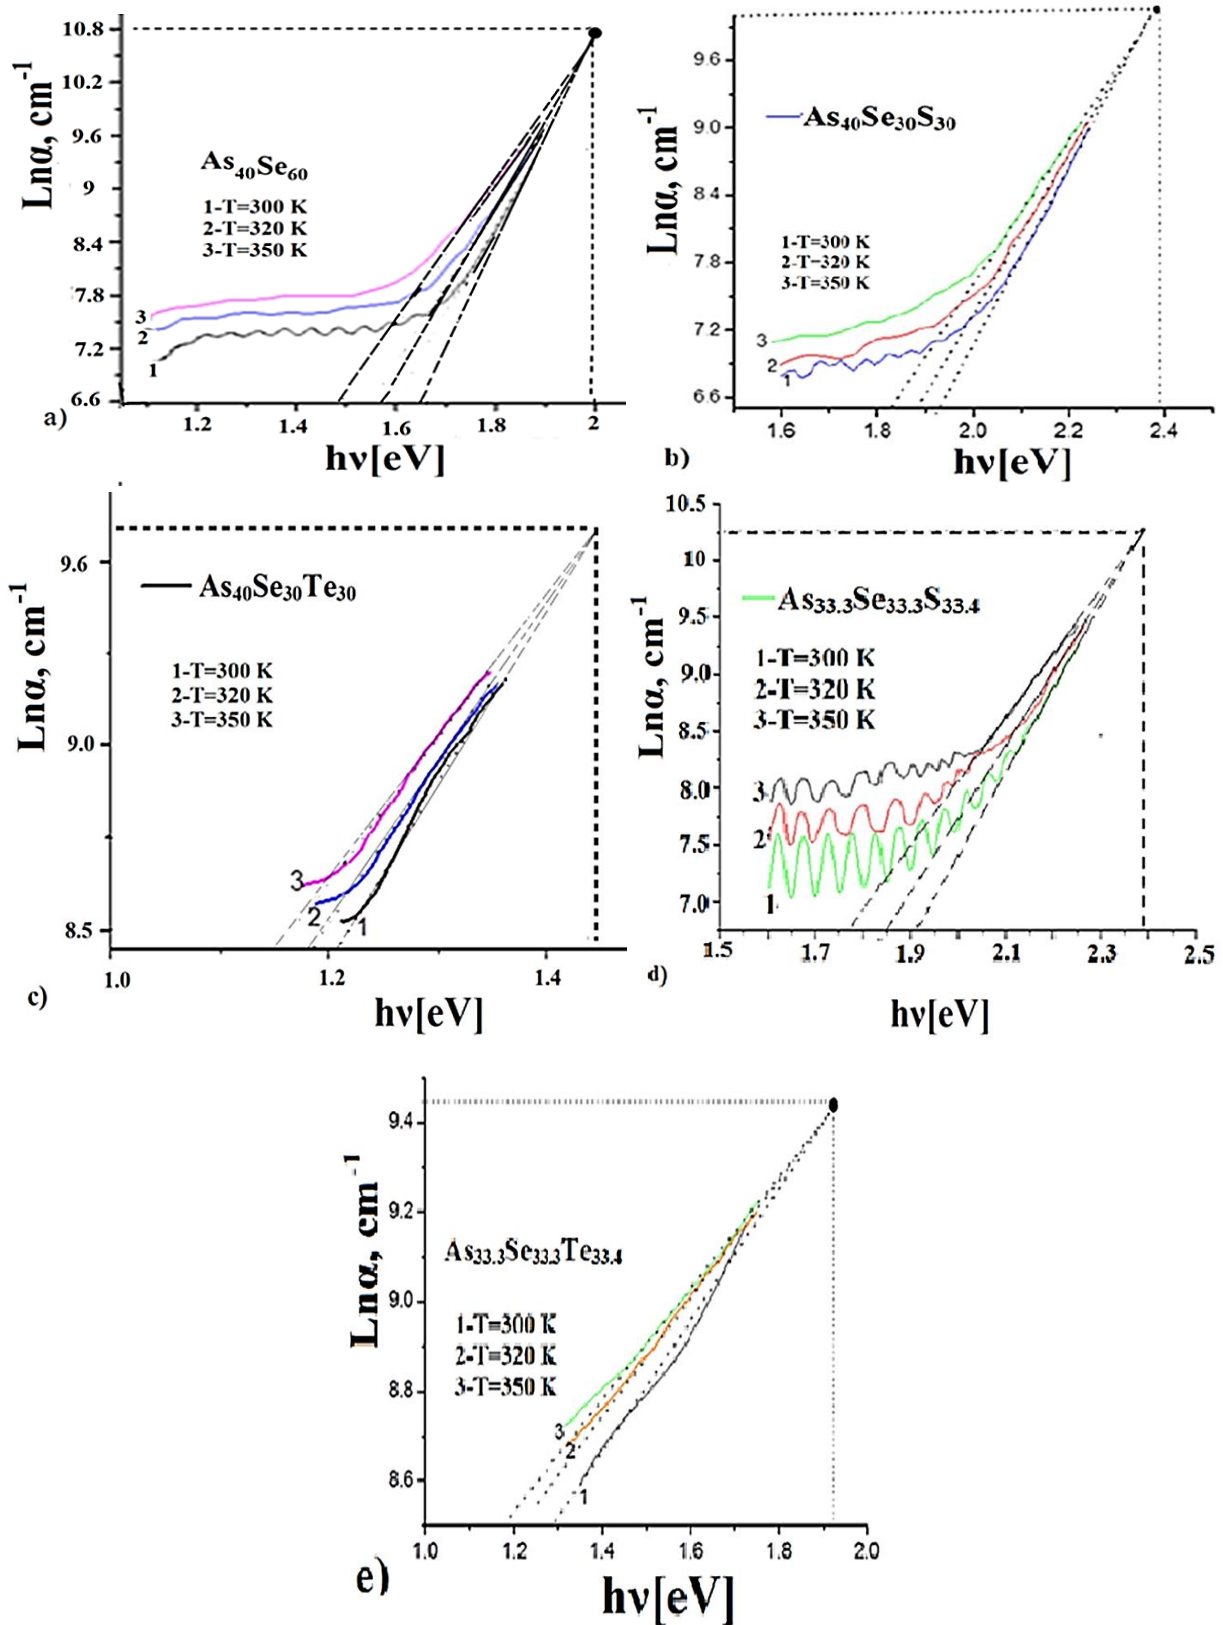 10.8
10.2
9.6
9
8.4
7.8
7.2
6.6
Lnα, cm⁻¹
As₄₀Se₆₀
1-T=300 K
2-T=320 K
3-T=350 K
3
2
1
1.2 1.4 1.6 1.8 2
a)
hν[eV]
9.6
9.0
8.4
7.8
7.2
6.6
Lnα, cm⁻¹
As₄₀Se₃₀S₃₀
1-T=300 K
2-T=320 K
3-T=350 K
3
2
1
1.6 1.8 2.0 2.2 2.4
b)
hν[eV]
9.6
9.0
8.5
Lnα, cm⁻¹
As₄₀Se₃₀Te₃₀
1-T=300 K
2-T=320 K
3-T=350 K
3
2
1
1.0 1.2 1.4
c)
hν[eV]
10.5
10
9.5
9.0
8.5
8.0
7.5
7.0
Lnα, cm⁻¹
As₃₃.₃Se₃₃.₃S₃₃.₄
1-T=300 K
2-T=320 K
3-T=350 K
3
2
1
1.5 1.7 1.9 2.1 2.3 2.5
d)
hν[eV]
9.4
9.2
9.0
8.8
8.6
Lnα, cm⁻¹
As₃₃.₃Se₃₃.₃Te₃₃.₄
1-T=300 K
2-T=320 K
3-T=350 K
3
2
1
1.0 1.2 1.4 1.6 1.8 2.0
e)
hν[eV]